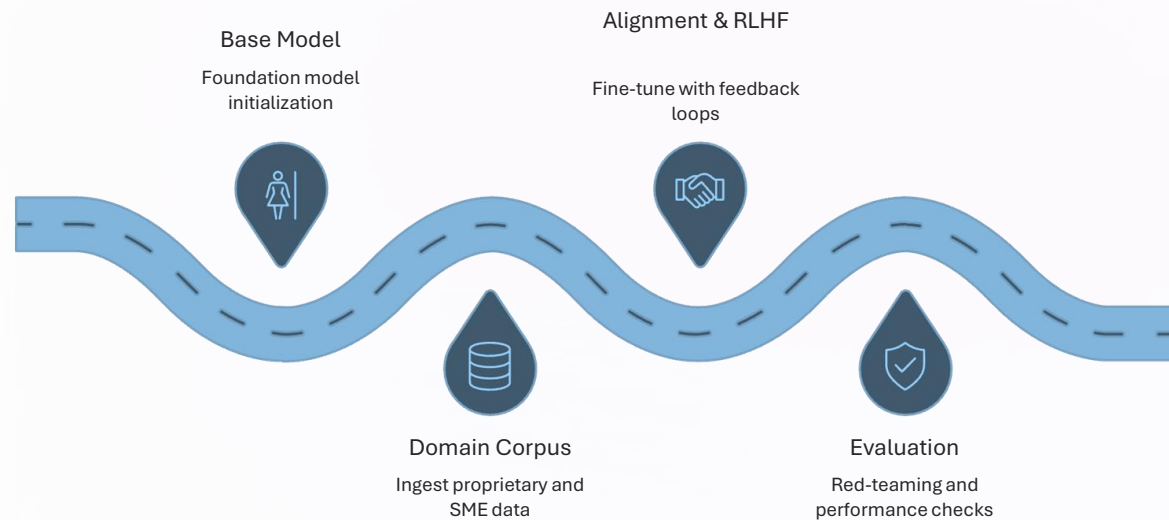 Base Model
Foundation model
initialization
Domain Corpus
Ingest proprietary and
SME data
Alignment & RLHF
Fine-tune with feedback
loops
Evaluation
Red-teaming and
performance checks